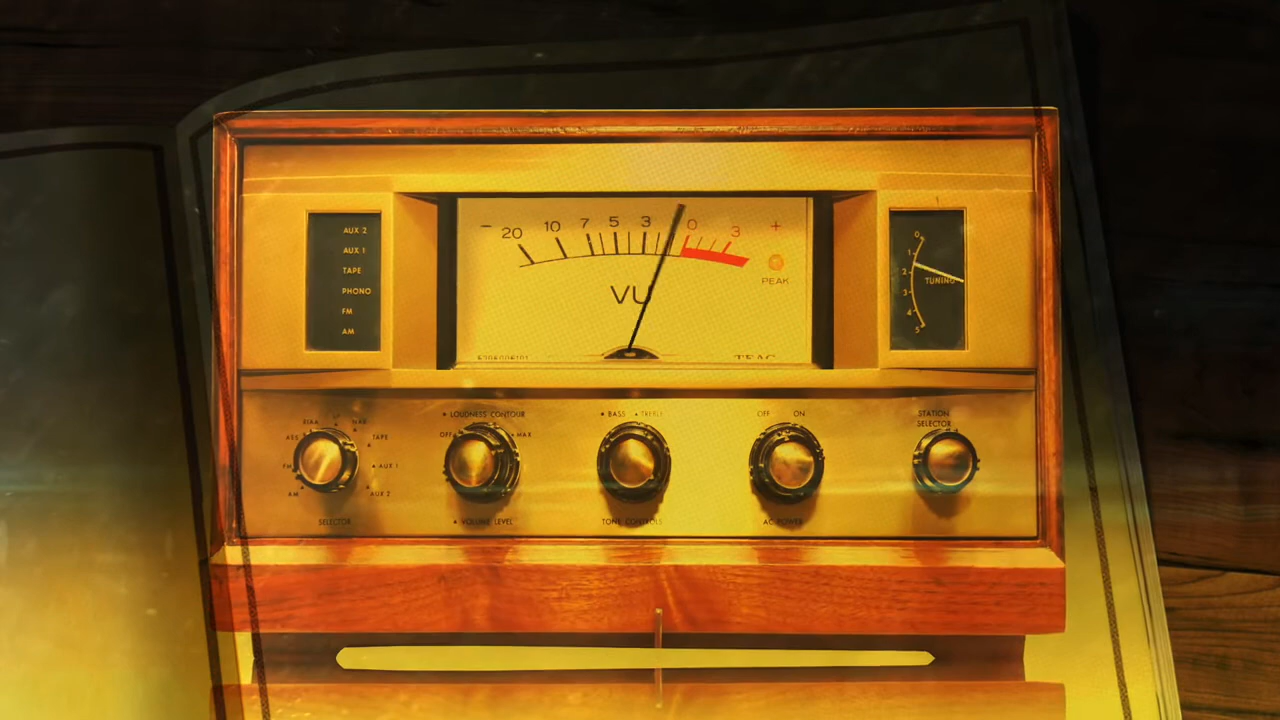 AUX 2
AUX 1
TAPE
PHONO
FM
AM
− 20 10 7 5 3 0 3 +
PEAK
VU
TEAC
0
1
2
3
4
5
TUNING
TAPE
AUX 1
AUX 2
FM
AM
SELECTOR
LOUDNESS CONTOUR
OFF
MAX
VOLUME LEVEL
BASS
TREBLE
TONE CONTROLS
OFF ON
AC POWER
STATION
SELECTOR